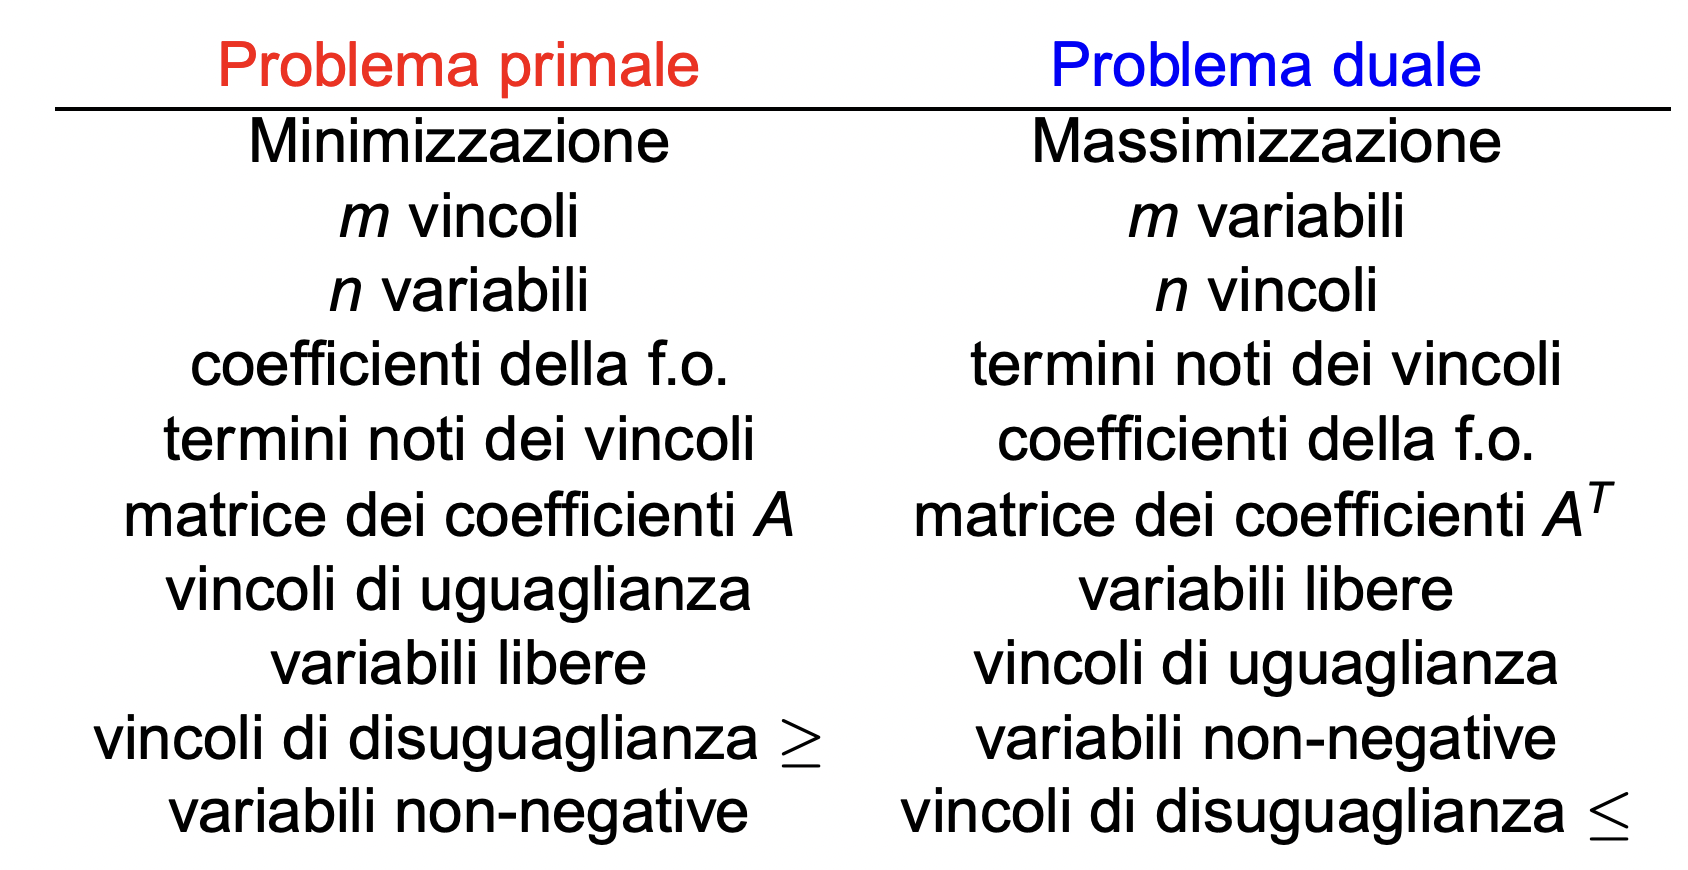 Problema primale Problema duale
Minimizzazione Massimizzazione
m vincoli m variabili
n variabili n vincoli
coefficienti della f.o. termini noti dei vincoli
termini noti dei vincoli coefficienti della f.o.
matrice dei coefficienti A matrice dei coefficienti Aᵀ
vincoli di uguaglianza variabili libere
variabili libere vincoli di uguaglianza
vincoli di disuguaglianza ≥ variabili non-negative
variabili non-negative vincoli di disuguaglianza ≤